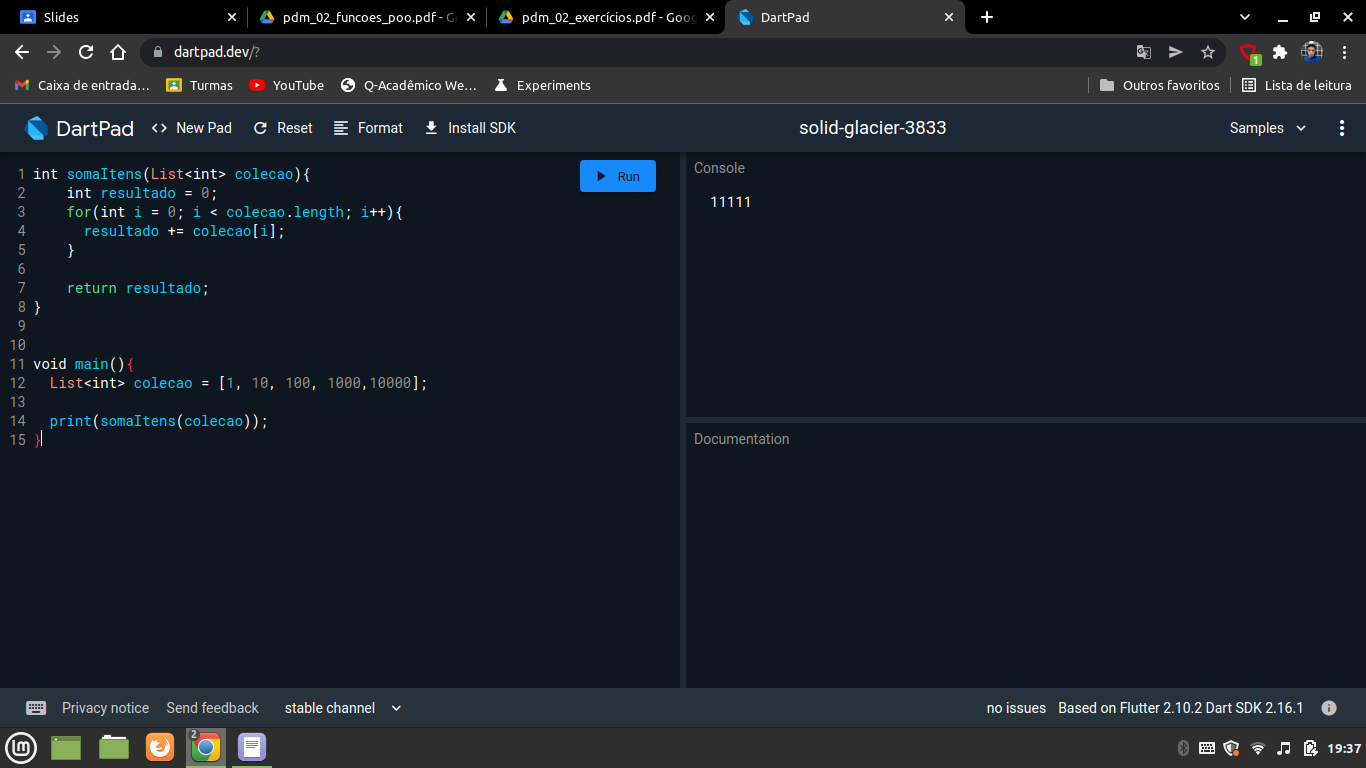 Slides
pdm_02_funcoes_poo.pdf - G
pdm_02_exercícios.pdf - Goog
DartPad
dartpad.dev/?
1
Caixa de entrada…
Turmas
YouTube
Q-Acadêmico We…
Experiments
Outros favoritos
Lista de leitura
DartPad
<> New Pad
Reset
Format
Install SDK
solid-glacier-3833
Samples
1 int somaItens(List<int> colecao){
2 int resultado = 0;
3 for(int i = 0; i < colecao.length; i++){
4 resultado += colecao[i];
5 }
6
7 return resultado;
8 }
9
10
11 void main(){
12 List<int> colecao = [1, 10, 100, 1000,10000];
13
14 print(somaItens(colecao));
15 }
Run
Console
11111
Documentation
Privacy notice
Send feedback
stable channel
no issues
Based on Flutter 2.10.2 Dart SDK 2.16.1
2
19:37